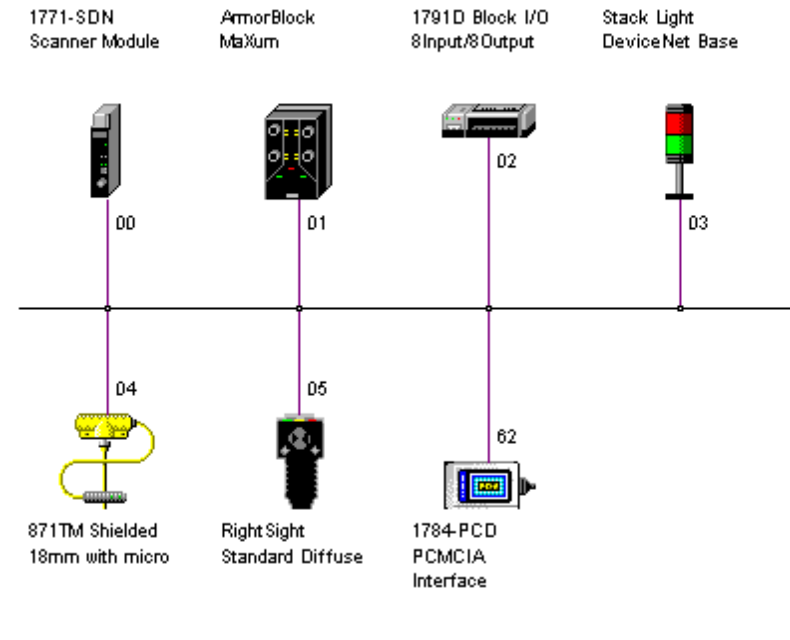 1771-SDN
Scanner Module
ArmorBlock
MaXum
1791D Block I/O
8Input/8Output
Stack Light
DeviceNet Base
00
01
02
03
04
05
62
871TM Shielded
18mm with micro
RightSight
Standard Diffuse
1784-PCD
PCMCIA
Interface